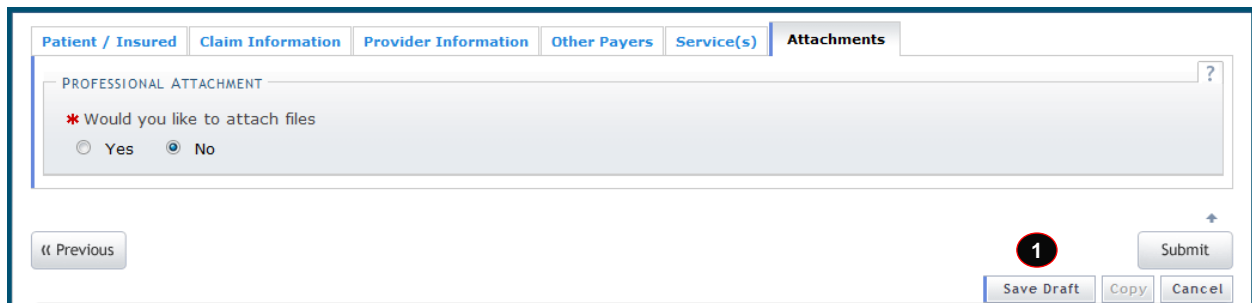 Patient / Insured Claim Information Provider Information Other Payers Service(s) Attachments
PROFESSIONAL ATTACHMENT ?
* Would you like to attach files
Yes No
« Previous 1 Submit
Save Draft Copy Cancel